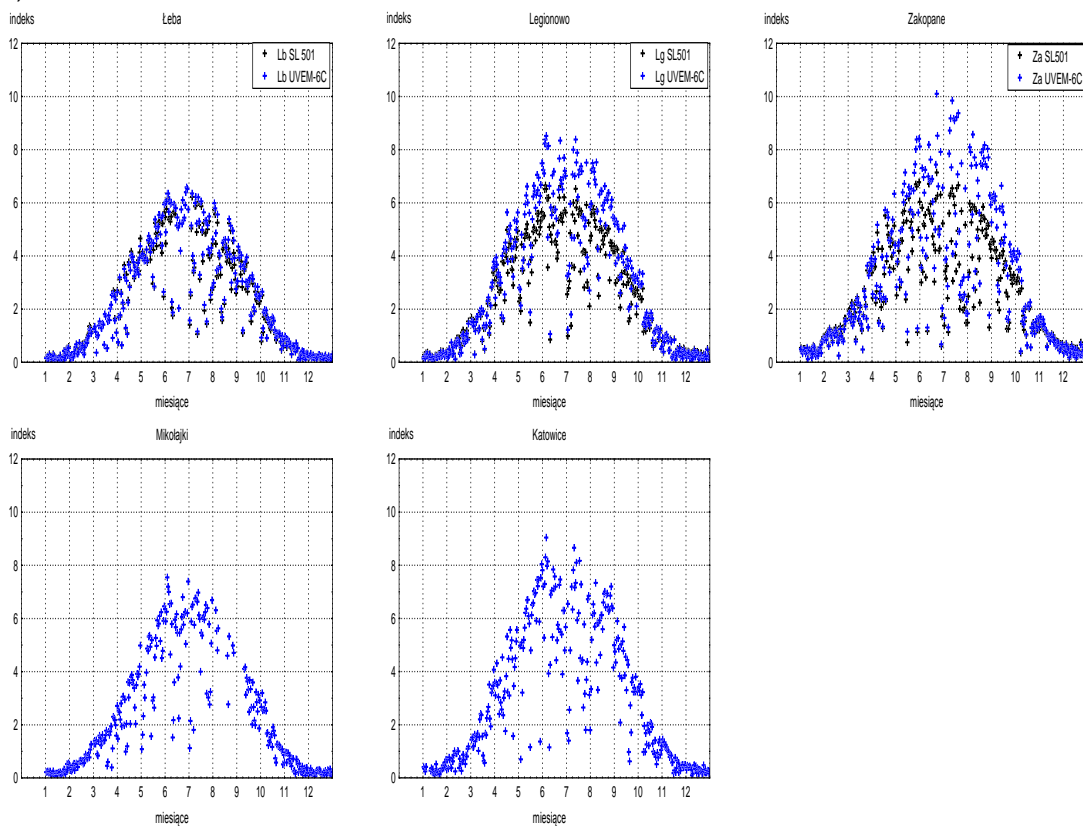 indeks Łeba
12
10
8
6
4
2
0
Lb SL 501
Lb UVEM-6C
1 2 3 4 5 6 7 8 9 10 11 12
miesiące
indeks Legionowo
12
10
8
6
4
2
0
Lg SL501
Lg UVEM-6C
1 2 3 4 5 6 7 8 9 10 11 12
miesiące
indeks Zakopane
12
10
8
6
4
2
0
Za SL501
Za UVEM-6C
1 2 3 4 5 6 7 8 9 10 11 12
miesiące
indeks Mikołajki
12
10
8
6
4
2
0
1 2 3 4 5 6 7 8 9 10 11 12
miesiące
indeks Katowice
12
10
8
6
4
2
0
1 2 3 4 5 6 7 8 9 10 11 12
miesiące